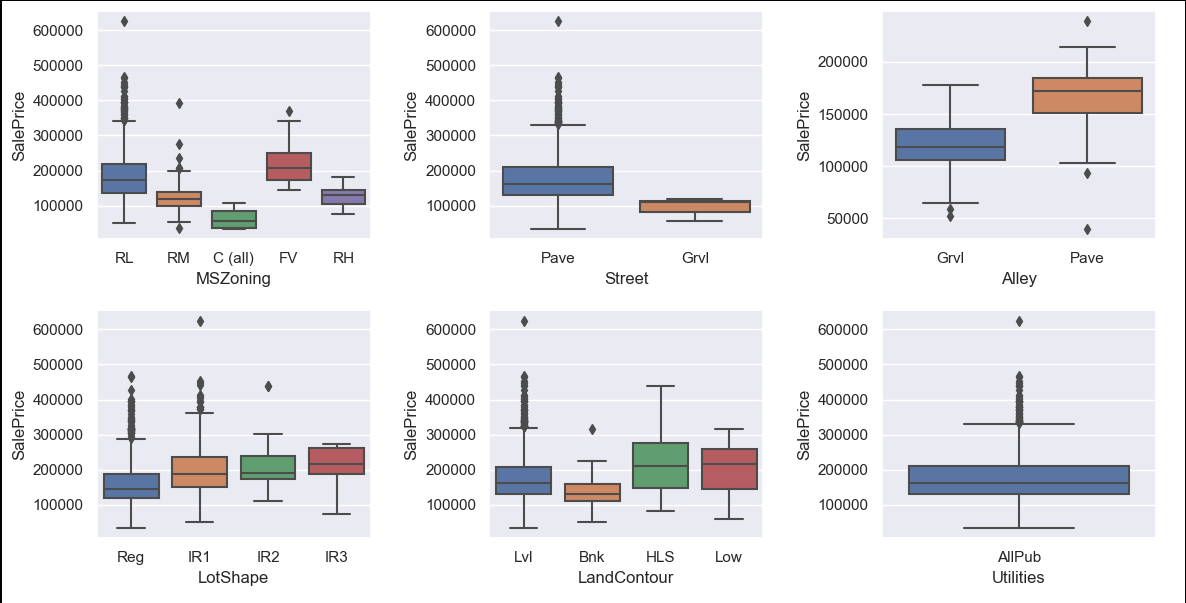 600000
500000
400000
300000
200000
100000
SalePrice
RL RM C (all) FV RH
MSZoning
600000
500000
400000
300000
200000
100000
SalePrice
Pave Grvl
Street
200000
150000
100000
50000
SalePrice
Grvl Pave
Alley
600000
500000
400000
300000
200000
100000
SalePrice
Reg IR1 IR2 IR3
LotShape
600000
500000
400000
300000
200000
100000
SalePrice
Lvl Bnk HLS Low
LandContour
600000
500000
400000
300000
200000
100000
SalePrice
AllPub
Utilities